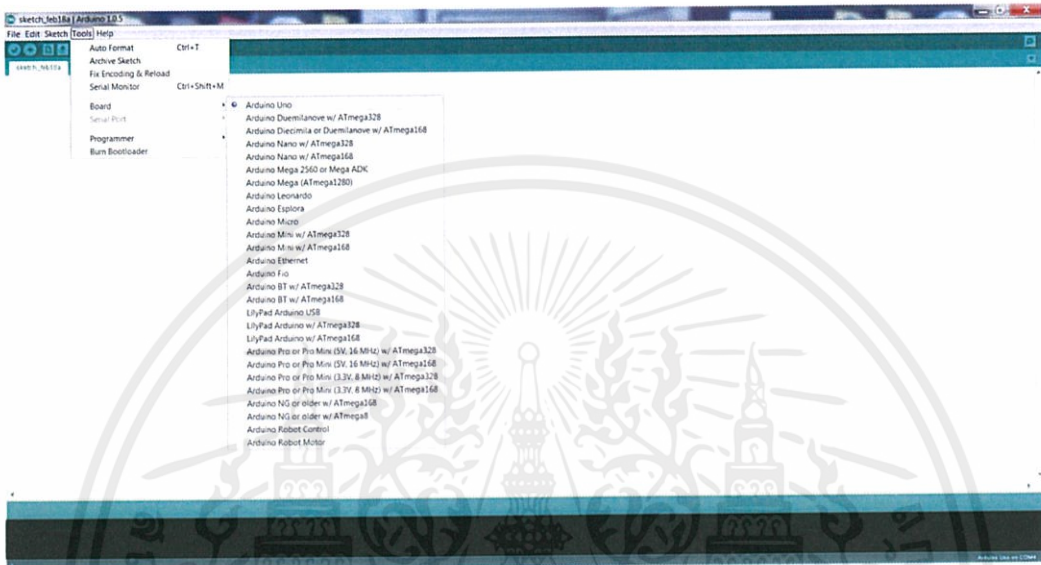 sketch_feb18a | Arduino 1.0.5
File Edit Sketch Tools Help
sketch_feb18a
Auto Format Ctrl+T
Archive Sketch
Fix Encoding & Reload
Serial Monitor Ctrl+Shift+M
Board
Serial Port
Programmer
Burn Bootloader
Arduino Uno
Arduino Duemilanove w/ ATmega328
Arduino Diecimila or Duemilanove w/ ATmega168
Arduino Nano w/ ATmega328
Arduino Nano w/ ATmega168
Arduino Mega 2560 or Mega ADK
Arduino Mega (ATmega1280)
Arduino Leonardo
Arduino Esplora
Arduino Micro
Arduino Mini w/ ATmega328
Arduino Mini w/ ATmega168
Arduino Ethernet
Arduino Fio
Arduino BT w/ ATmega328
Arduino BT w/ ATmega168
LilyPad Arduino USB
LilyPad Arduino w/ ATmega328
LilyPad Arduino w/ ATmega168
Arduino Pro or Pro Mini (5V, 16 MHz) w/ ATmega328
Arduino Pro or Pro Mini (5V, 16 MHz) w/ ATmega168
Arduino Pro or Pro Mini (3.3V, 8 MHz) w/ ATmega328
Arduino Pro or Pro Mini (3.3V, 8 MHz) w/ ATmega168
Arduino NG or older w/ ATmega168
Arduino NG or older w/ ATmega8
Arduino Robot Control
Arduino Robot Motor
Arduino Uno on COM4